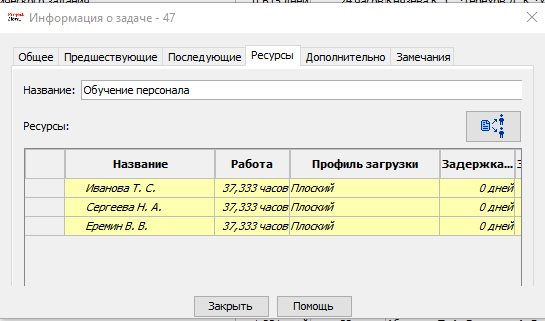 Информация о задаче - 47
Общее Предшествующие Последующие Ресурсы Дополнительно Замечания
Название: Обучение персонала
Ресурсы:
Название Работа Профиль загрузки Задержка...
Иванова Т. С. 37,333 часов Плоский 0 дней
Сергеева Н. А. 37,333 часов Плоский 0 дней
Еремин В. В. 37,333 часов Плоский 0 дней
Закрыть Помощь